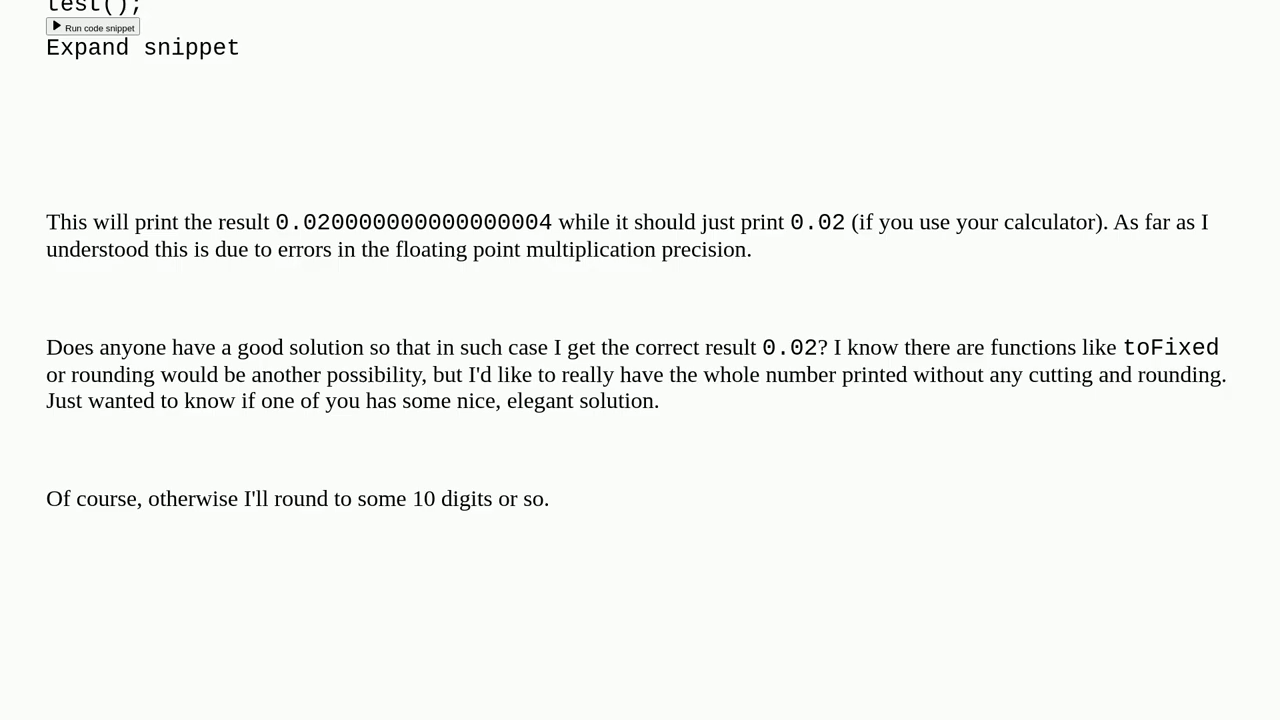 test();
Run code snippet
Expand snippet
This will print the result 0.020000000000000004 while it should just print 0.02 (if you use your calculator). As far as I
understood this is due to errors in the floating point multiplication precision.
Does anyone have a good solution so that in such case I get the correct result 0.02? I know there are functions like toFixed
or rounding would be another possibility, but I'd like to really have the whole number printed without any cutting and rounding.
Just wanted to know if one of you has some nice, elegant solution.
Of course, otherwise I'll round to some 10 digits or so.